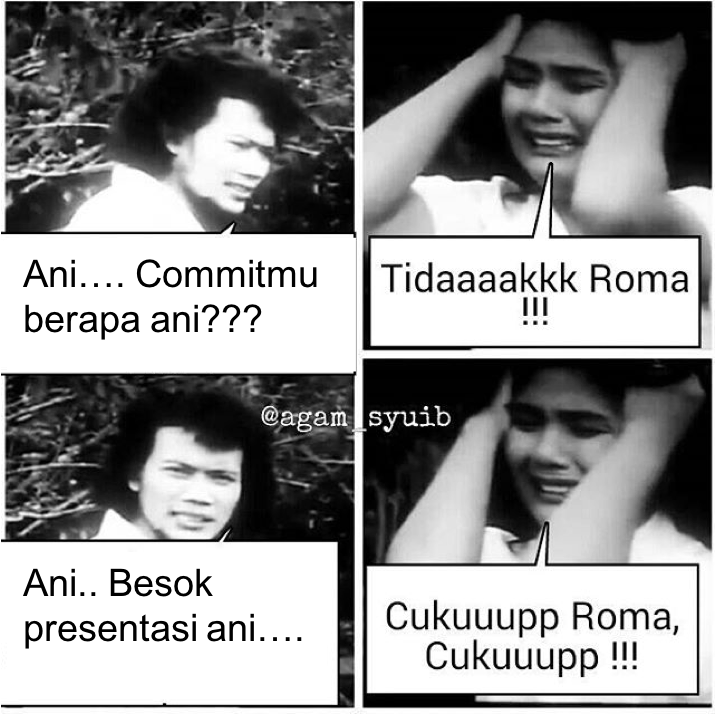 Ani…. Commitmu
berapa ani???
Tidaaaakkk Roma
!!!
@agam_syuib
Ani.. Besok
presentasi ani….
Cukuuupp Roma,
Cukuuupp !!!